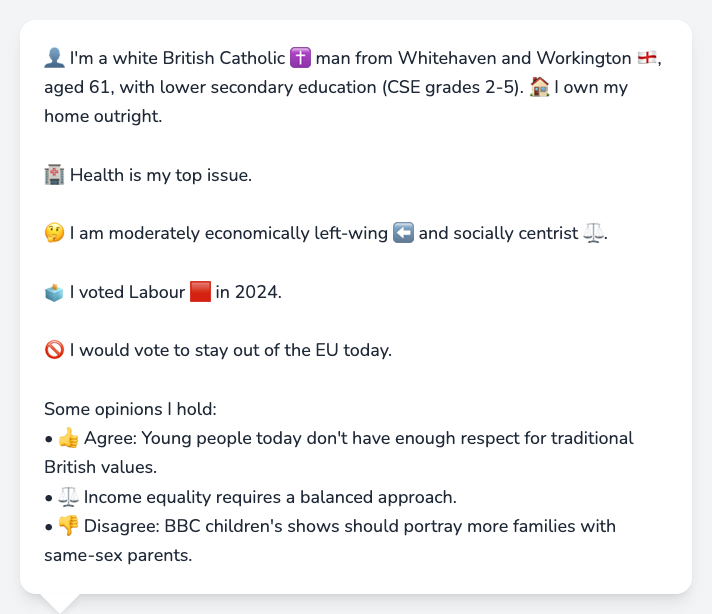 👤 I'm a white British Catholic ✝️ man from Whitehaven and Workington 🏴󠁧󠁢󠁥󠁮󠁧󠁿,
aged 61, with lower secondary education (CSE grades 2-5). 🏠 I own my
home outright.
🏥 Health is my top issue.
🤔 I am moderately economically left-wing ⬅️ and socially centrist ⚖️.
🗳️ I voted Labour 🟥 in 2024.
🚫 I would vote to stay out of the EU today.
Some opinions I hold:
• 👍 Agree: Young people today don't have enough respect for traditional
British values.
• ⚖️ Income equality requires a balanced approach.
• 👎 Disagree: BBC children's shows should portray more families with
same-sex parents.